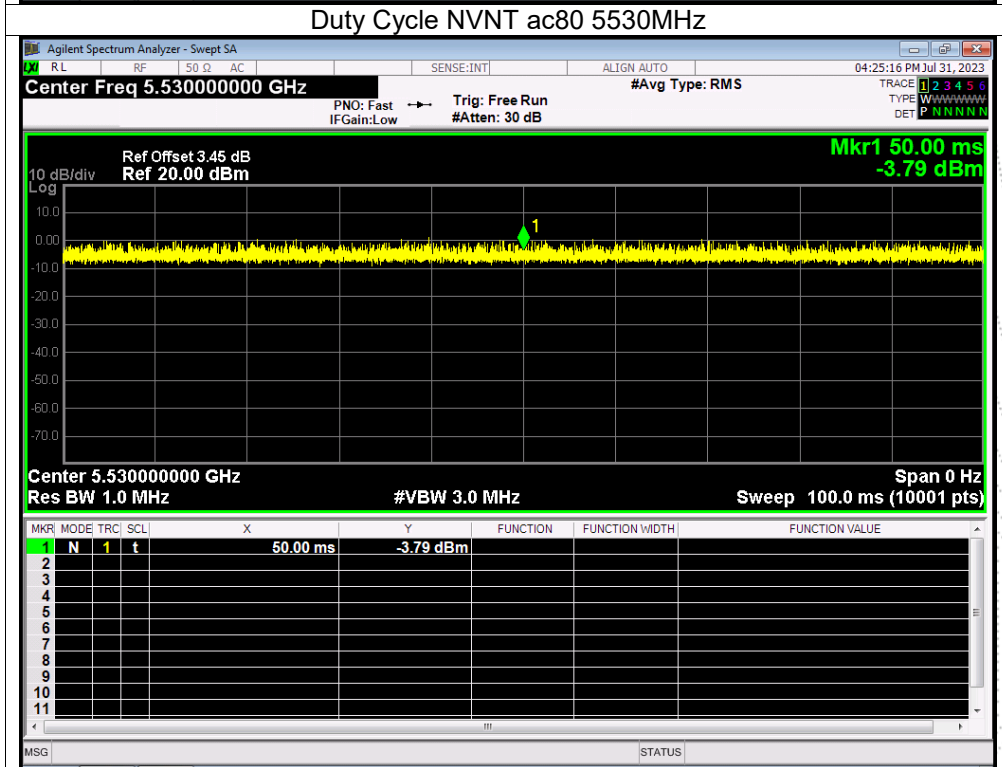 Duty Cycle NVNT ac80 5530MHz
Agilent Spectrum Analyzer - Swept SA
LXI RL RF 50 Ω AC SENSE:INT ALIGN AUTO 04:25:16 PM Jul 31, 2023
Center Freq 5.530000000 GHz #Avg Type: RMS TRACE 1 2 3 4 5 6
PNO: Fast Trig: Free Run TYPE WWWWWW
IFGain:Low #Atten: 30 dB DET P N N N N N
Mkr1 50.00 ms
Ref Offset 3.45 dB
10 dB/div Ref 20.00 dBm -3.79 dBm
Log
10.0
1
0.00
-10.0
-20.0
-30.0
-40.0
-50.0
-60.0
-70.0
Center 5.530000000 GHz Span 0 Hz
Res BW 1.0 MHz #VBW 3.0 MHz Sweep 100.0 ms (10001 pts)
MKR MODE TRC SCL X Y FUNCTION FUNCTION WIDTH FUNCTION VALUE
1 N 1 t 50.00 ms -3.79 dBm
2
3
4
5
6
7
8
9
10
11
MSG STATUS